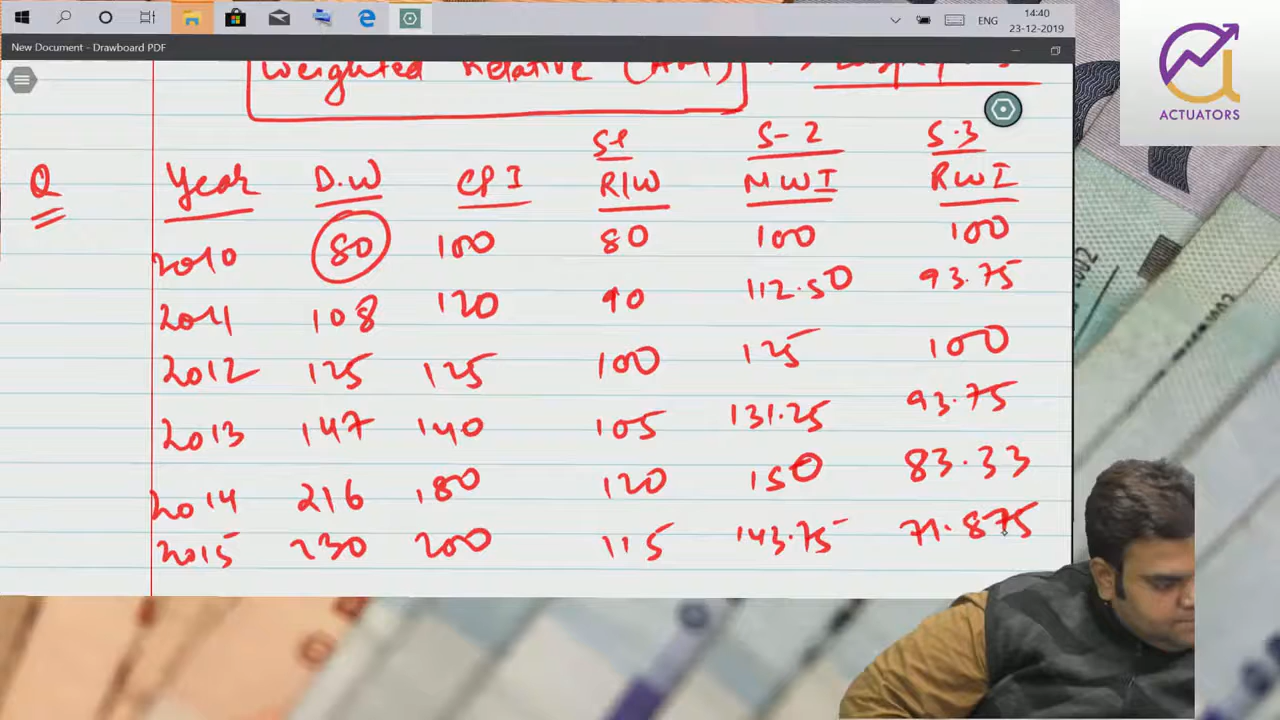 14:40
ENG
23-12-2019
New Document - Drawboard PDF
ACTUATORS
Weighted Relative
S-1 S-2 S-3
Q Year D.W CPI R/W MWI RWI
2010 80 100 80 100 100
2011 108 120 90 112.50 93.75
2012 125 125 100 125 100
2013 147 140 105 131.25 93.75
2014 216 180 120 150 83.33
2015 230 200 115 143.75 71.875